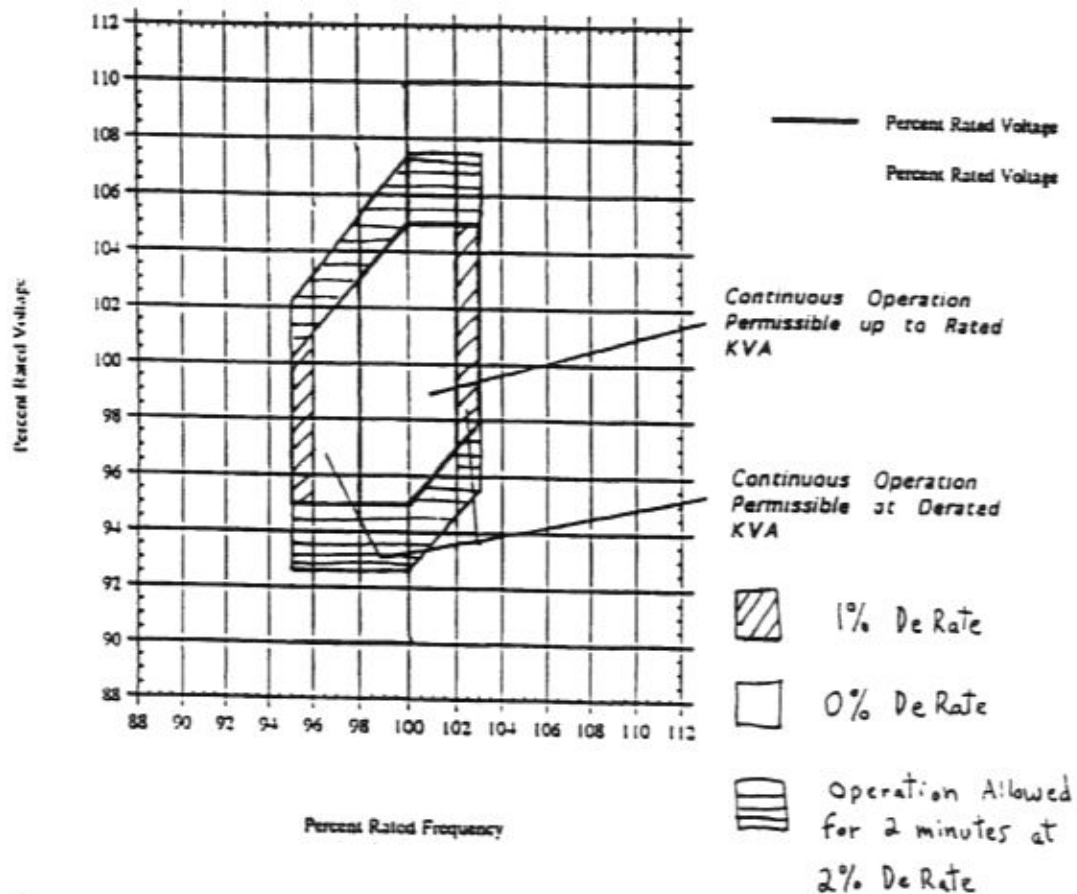 112
110
108
106
104
102
100
98
96
94
92
90
88
88 90 92 94 96 98 100 102 104 106 108 110 112
Percent Rated Voltage
Percent Rated Frequency
Percent Rated Voltage
Percent Rated Voltage
Continuous Operation
Permissible up to Rated
KVA
Continuous Operation
Permissible at Derated
KVA
1% De Rate
0% De Rate
Operation Allowed
for 2 minutes at
2% De Rate